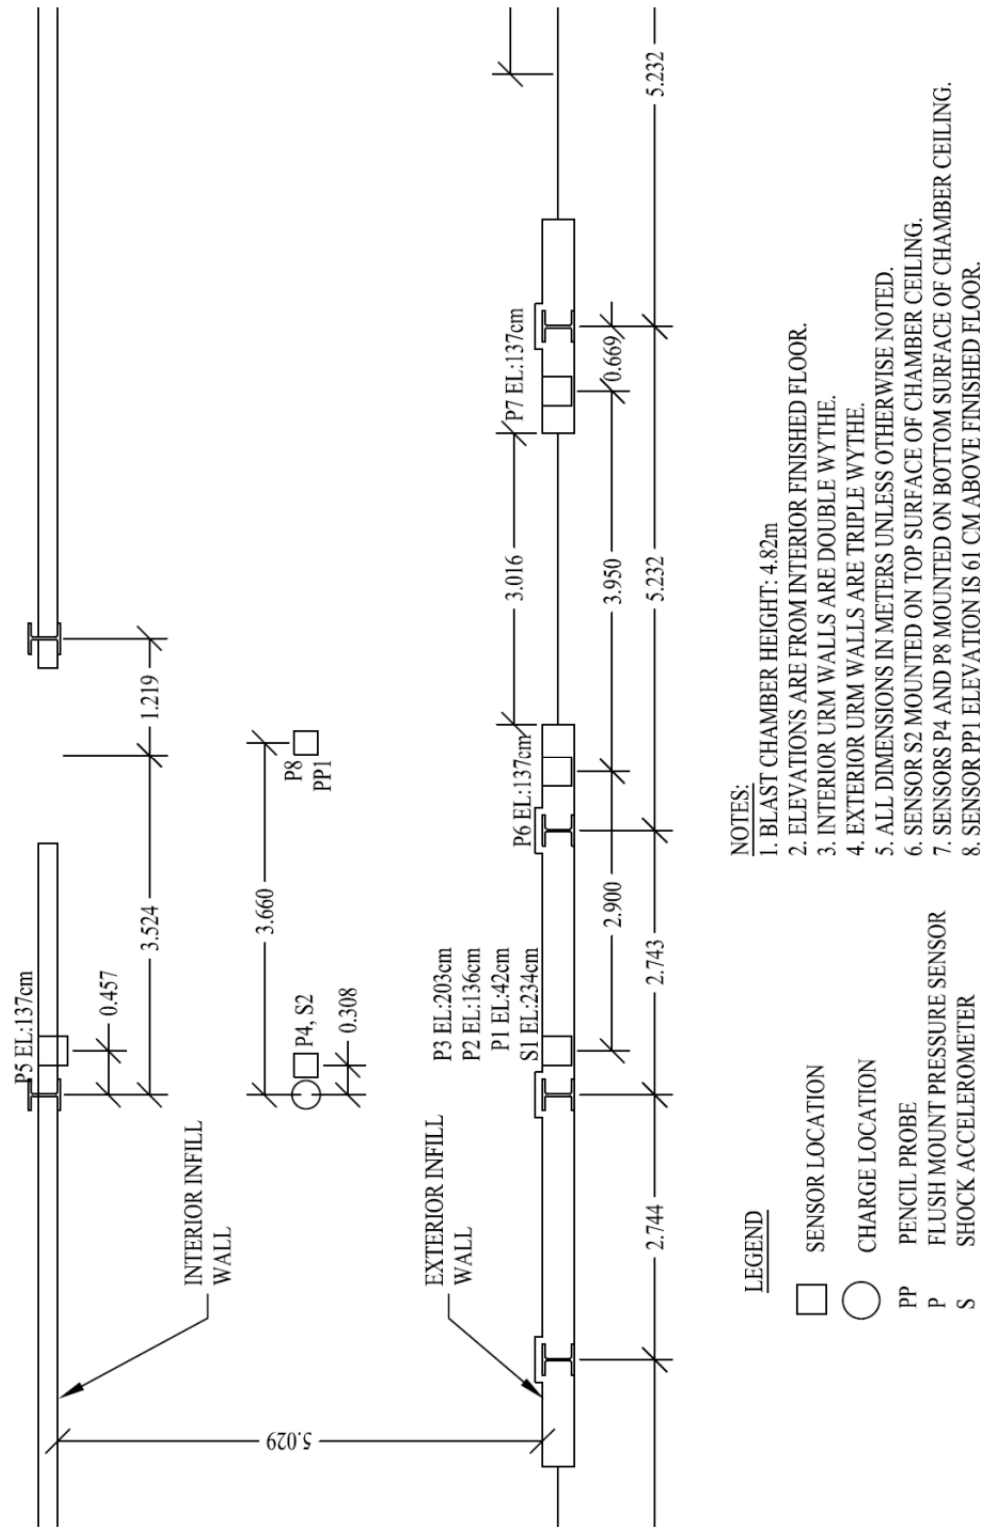 P5 EL:137cm
0.457
3.524
1.219
INTERIOR INFILL
WALL
3.660
P4, S2
0.308
P8
PP1
5.029
EXTERIOR INFILL
WALL
P3 EL:203cm
P2 EL:136cm
P1 EL:42cm
S1 EL:234cm
P6 EL:137cm
3.016
P7 EL:137cm
2.900
3.950
0.669
2.744
2.743
5.232
5.232
LEGEND
SENSOR LOCATION
CHARGE LOCATION
PP PENCIL PROBE
P FLUSH MOUNT PRESSURE SENSOR
S SHOCK ACCELEROMETER
NOTES:
1. BLAST CHAMBER HEIGHT: 4.82m
2. ELEVATIONS ARE FROM INTERIOR FINISHED FLOOR.
3. INTERIOR URM WALLS ARE DOUBLE WYTHE.
4. EXTERIOR URM WALLS ARE TRIPLE WYTHE.
5. ALL DIMENSIONS IN METERS UNLESS OTHERWISE NOTED.
6. SENSOR S2 MOUNTED ON TOP SURFACE OF CHAMBER CEILING.
7. SENSORS P4 AND P8 MOUNTED ON BOTTOM SURFACE OF CHAMBER CEILING.
8. SENSOR PP1 ELEVATION IS 61 CM ABOVE FINISHED FLOOR.